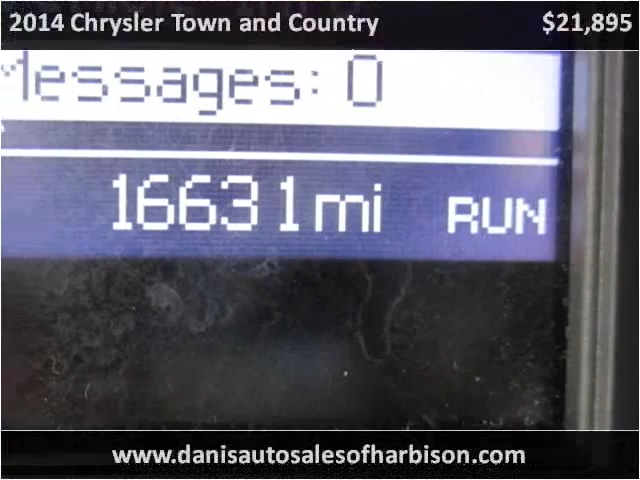 2014 Chrysler Town and Country $21,895
Messages: 0
16631 mi RUN
www.danisautosalesofharbison.com